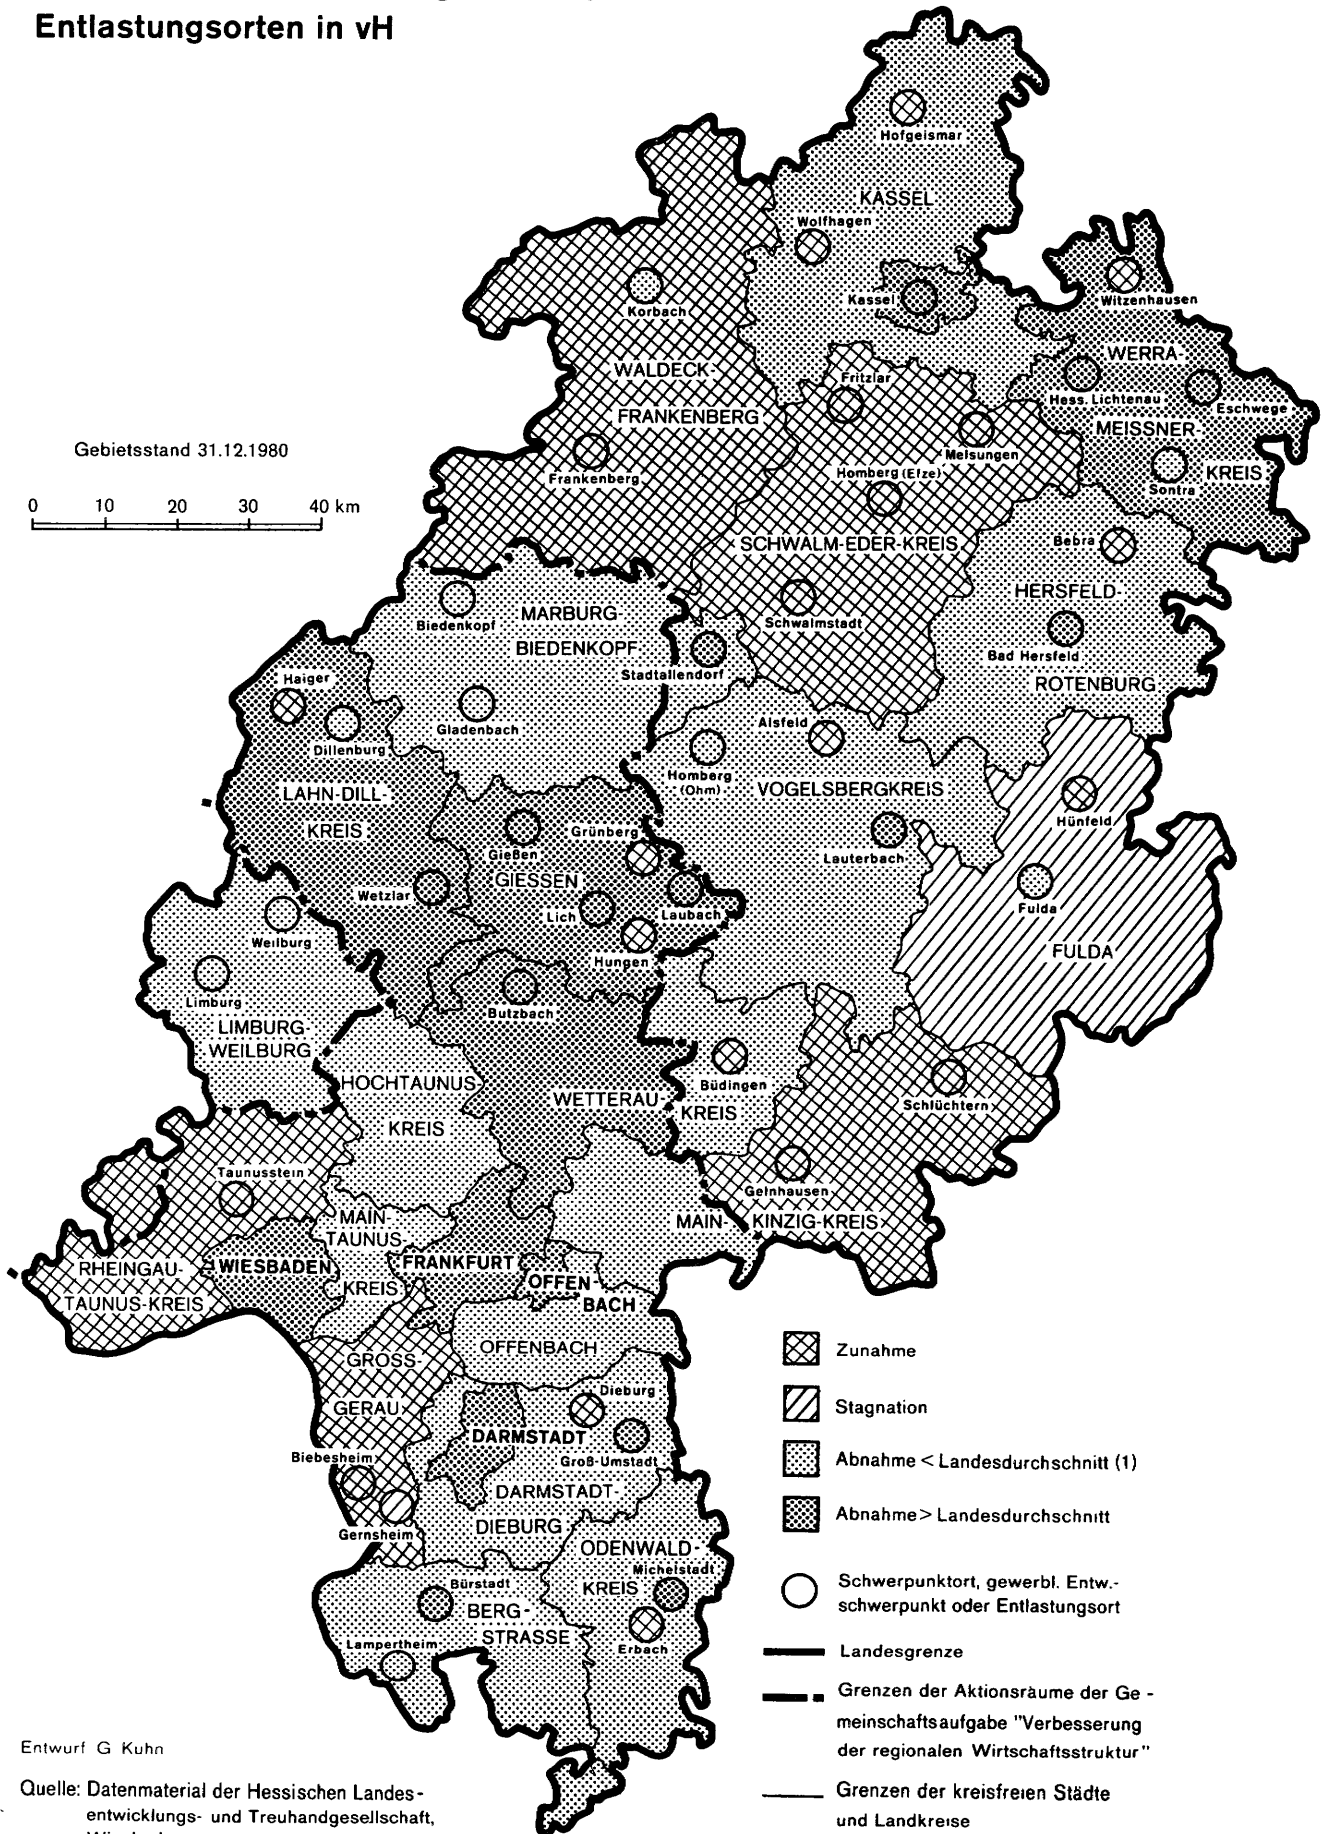 Entlastungsorten in vH
Hofgeismar
KASSEL
Wolfhagen
Kassel
Witzenhausen
Korbach
WERRA-
WALDECK-
Fritzlar
Hess. Lichtenau
Eschwege
FRANKENBERG
MEISSNER
Melsungen
Gebietsstand 31.12.1980
Homberg (Efze)
KREIS
Frankenberg
Sontra
0 10 20 30 40 km
SCHWALM-EDER-KREIS
Bebra
HERSFELD-
MARBURG-
Biedenkopf
Schwalmstadt
BIEDENKOPF
Bad Hersfeld
Stadtallendorf
Haiger
ROTENBURG
Dillenburg
Gladenbach
Alsfeld
Homberg
(Ohm)
VOGELSBERGKREIS
LAHN-DILL-
KREIS
Hünfeld
Grünberg
Gießen
Lauterbach
GIESSEN
Wetzlar
Lich
Laubach
Fulda
Weilburg
Hungen
FULDA
Limburg
Butzbach
LIMBURG-
WEILBURG
HOCHTAUNUS
Büdingen
WETTERAU-
KREIS
Schlüchtern
KREIS
Taunusstein
Gelnhausen
MAIN-
TAUNUS-
MAIN-
KINZIG-KREIS
RHEINGAU-
WIESBADEN
FRANKFURT
OFFEN-
KREIS
BACH
TAUNUS-KREIS
OFFENBACH
GROSS-
Zunahme
Dieburg
GERAU
Stagnation
DARMSTADT
Biebesheim
Groß-Umstadt
Abnahme < Landesdurchschnitt (1)
DARMSTADT-
Abnahme > Landesdurchschnitt
DIEBURG
Gernsheim
ODENWALD-
Michelstadt
KREIS
Bürstadt
Schwerpunktort, gewerbl. Entw.-
schwerpunkt oder Entlastungsort
BERG-
STRASSE
Lampertheim
Erbach
Landesgrenze
Grenzen der Aktionsräume der Ge-
meinschaftsaufgabe "Verbesserung
der regionalen Wirtschaftsstruktur"
Grenzen der kreisfreien Städte
und Landkreise
Entwurf G Kuhn
Quelle: Datenmaterial der Hessischen Landes-
entwicklungs- und Treuhandgesellschaft,